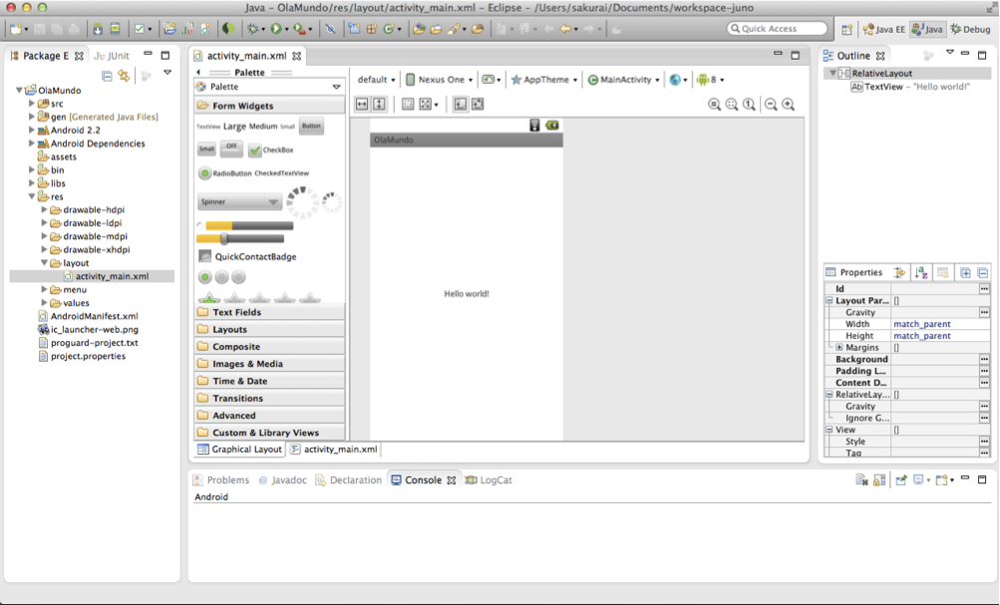 Java - OlaMundo/res/layout/activity_main.xml - Eclipse - /Users/sakurai/Documents/workspace-juno
Quick Access
Java EE
Java
Debug
Package E
JUnit
OlaMundo
src
gen [Generated Java Files]
Android 2.2
Android Dependencies
assets
bin
libs
res
drawable-hdpi
drawable-ldpi
drawable-mdpi
drawable-xhdpi
layout
activity_main.xml
menu
values
AndroidManifest.xml
ic_launcher-web.png
proguard-project.txt
project.properties
activity_main.xml
Palette
Palette
Form Widgets
TextView Large Medium Small Button
Small OFF CheckBox
RadioButton CheckedTextView
Spinner
QuickContactBadge
Text Fields
Layouts
Composite
Images & Media
Time & Date
Transitions
Advanced
Custom & Library Views
Graphical Layout
activity_main.xml
default
Nexus One
AppTheme
MainActivity
8
OlaMundo
Hello world!
Outline
RelativeLayout
Ab TextView - "Hello world!"
Properties
Id
Layout Par... []
Gravity
Width match_parent
Height match_parent
Margins []
Background
Padding L...
Content D...
RelativeLay... []
Gravity
Ignore G...
View []
Style
Tag
Problems
Javadoc
Declaration
Console
LogCat
Android